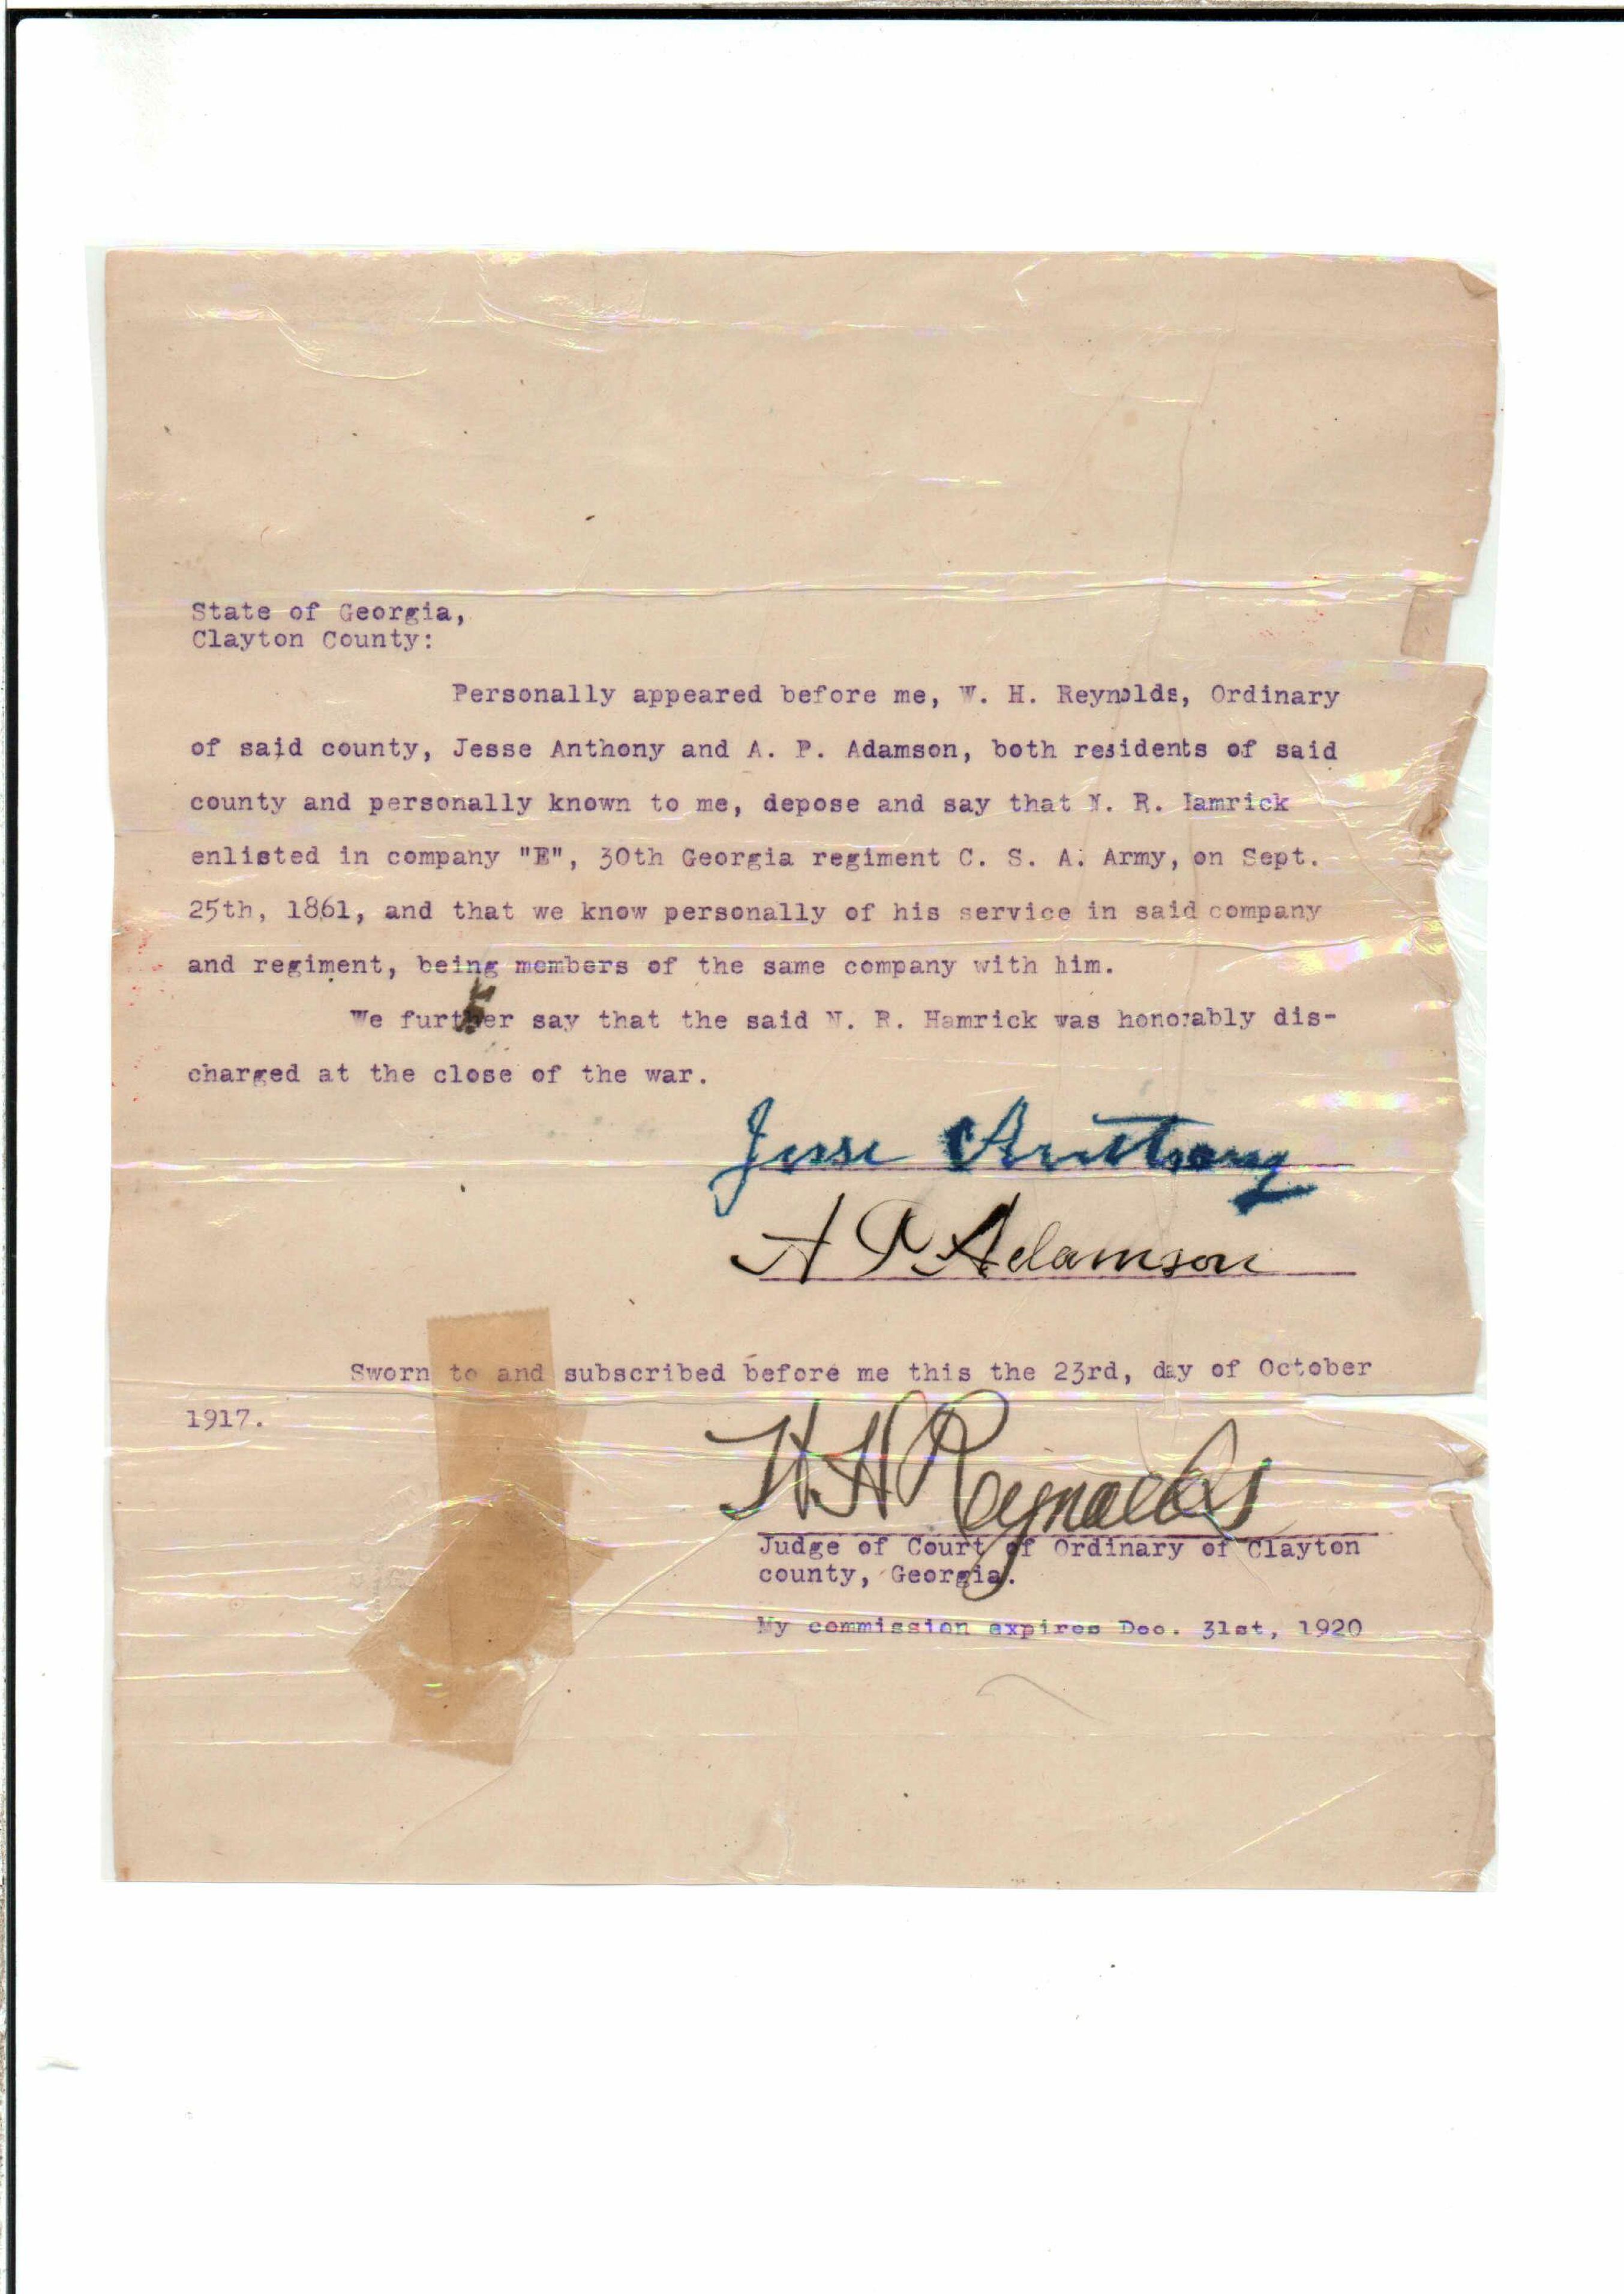 State of Georgia,
Clayton County:
Personally appeared before me, W. H. Reynolds, Ordinary
of said county, Jesse Anthony and A. P. Adamson, both residents of said
county and personally known to me, depose and say that N. R. Hamrick
enlisted in company "E", 30th Georgia regiment C. S. A. Army, on Sept.
25th, 1861, and that we know personally of his service in said company
and regiment, being members of the same company with him.
We further say that the said N. R. Hamrick was honorably dis-
charged at the close of the war.
Jesse Anthony
A P Adamson
Sworn to and subscribed before me this the 23rd, day of October
1917.
W H Reynolds
Judge of Court of Ordinary of Clayton
county, Georgia.
My commission expires Dec. 31st, 1920